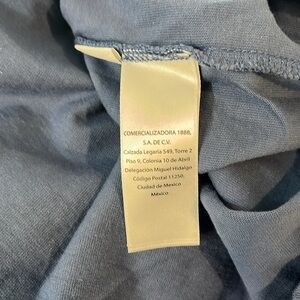 COMERCIALIZADORA 1888,
S.A. DE C.V.
Calzada Legaria 549, Torre 2
Piso 9, Colonia 10 de Abril
Delegación Miguel Hidalgo
Código Postal 11250,
Ciudad de México
México